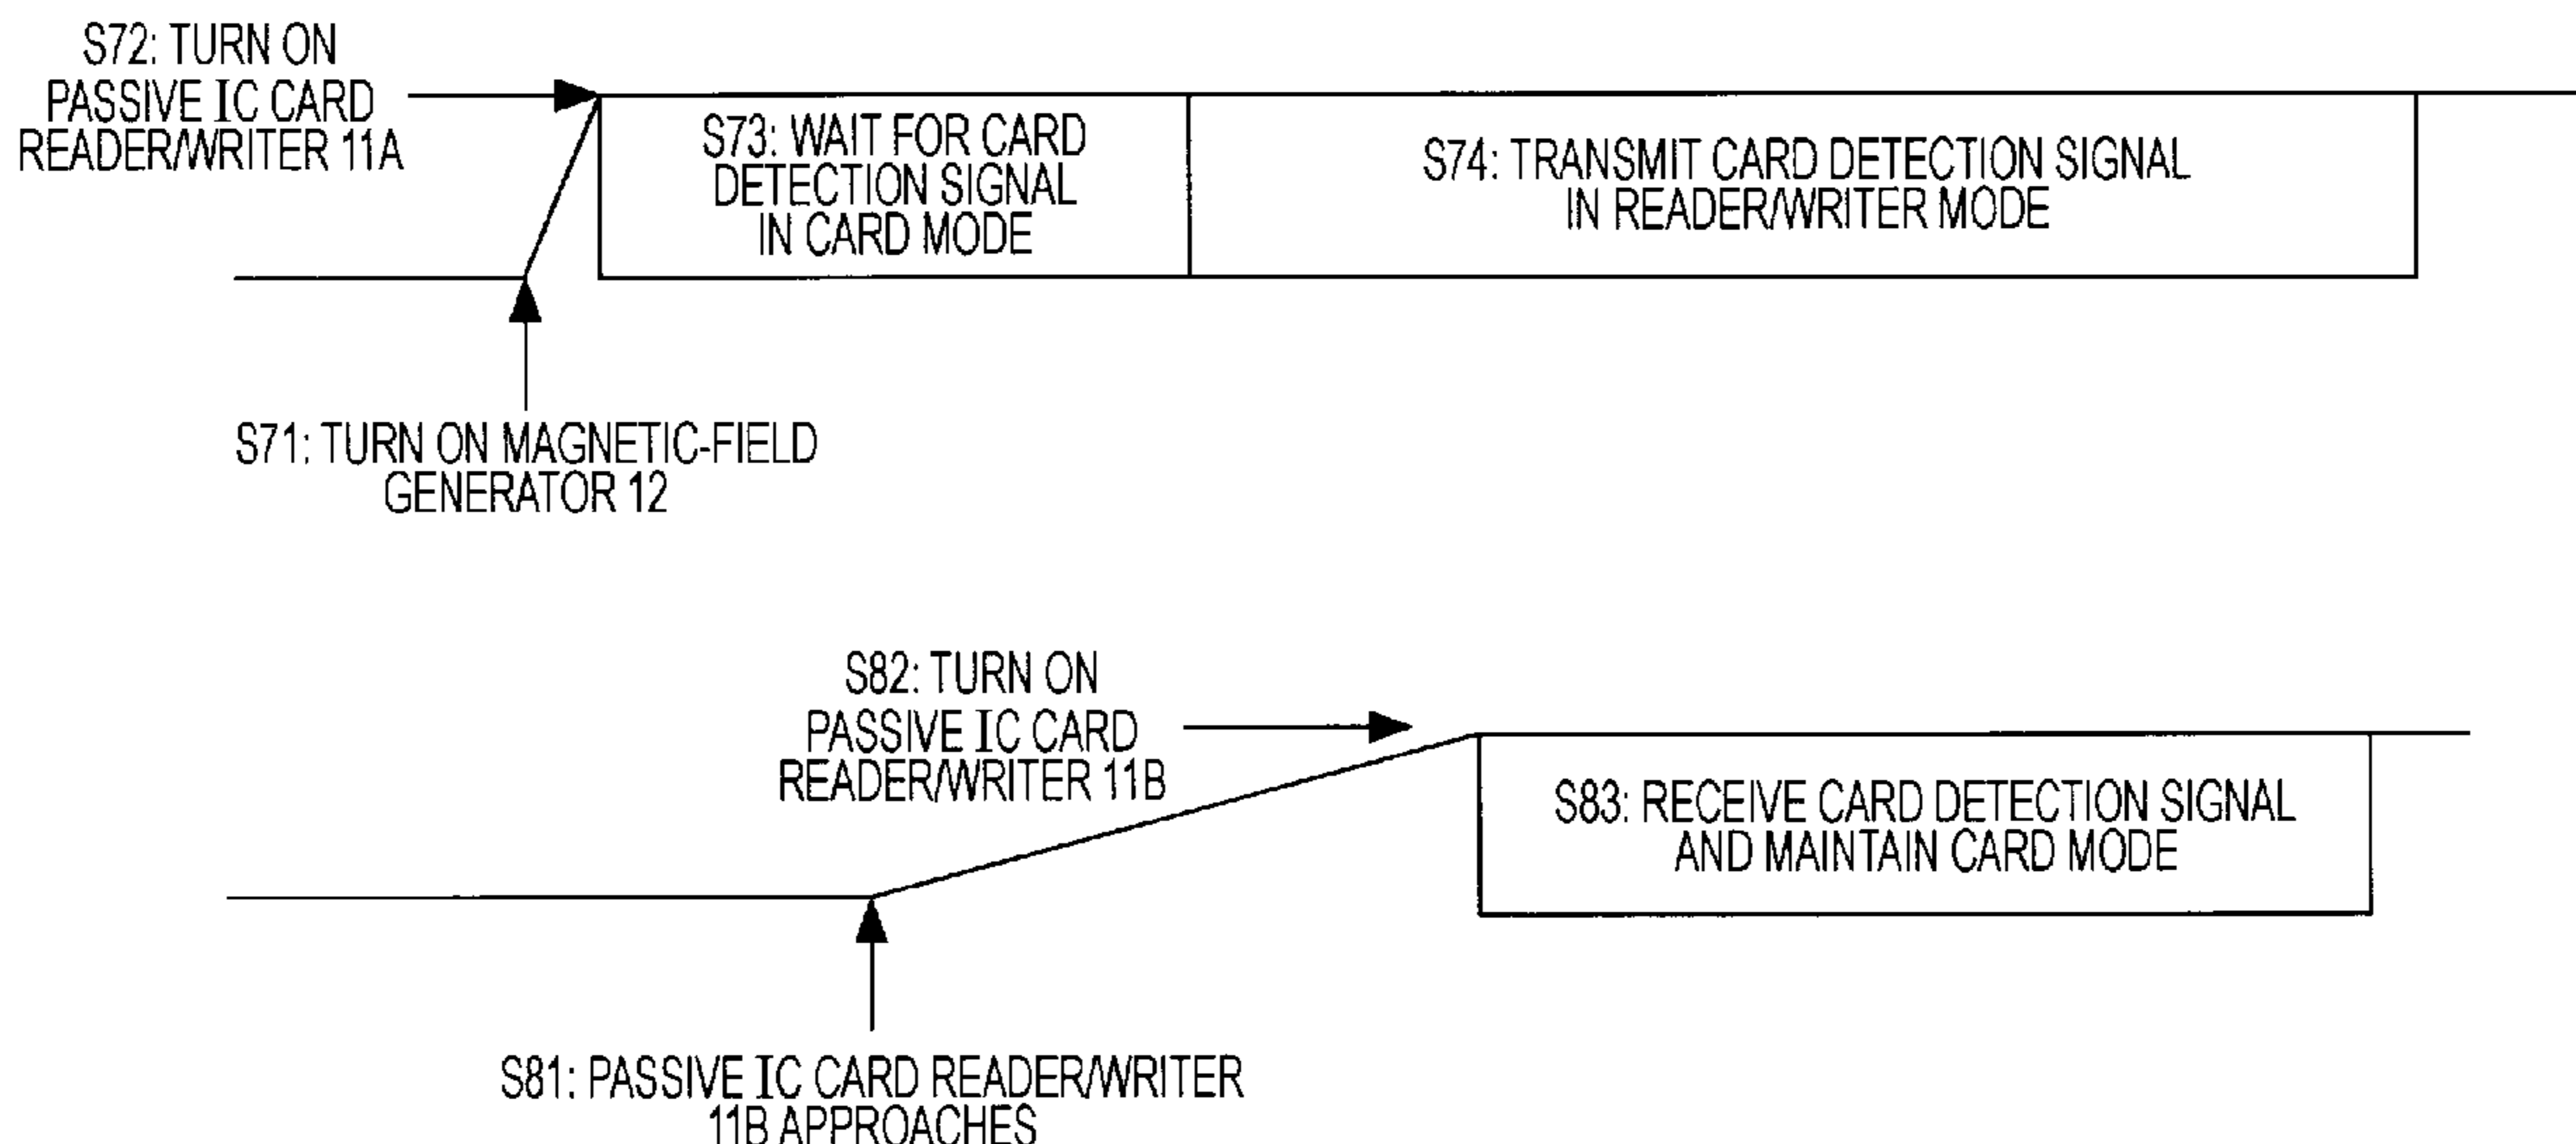 S72: TURN ON
PASSIVE IC CARD
READER/WRITER 11A
S73: WAIT FOR CARD
DETECTION SIGNAL
IN CARD MODE
S74: TRANSMIT CARD DETECTION SIGNAL
IN READER/WRITER MODE
S71: TURN ON MAGNETIC-FIELD
GENERATOR 12
S82: TURN ON
PASSIVE IC CARD
READER/WRITER 11B
S83: RECEIVE CARD DETECTION SIGNAL
AND MAINTAIN CARD MODE
S81: PASSIVE IC CARD READER/WRITER
11B APPROACHES